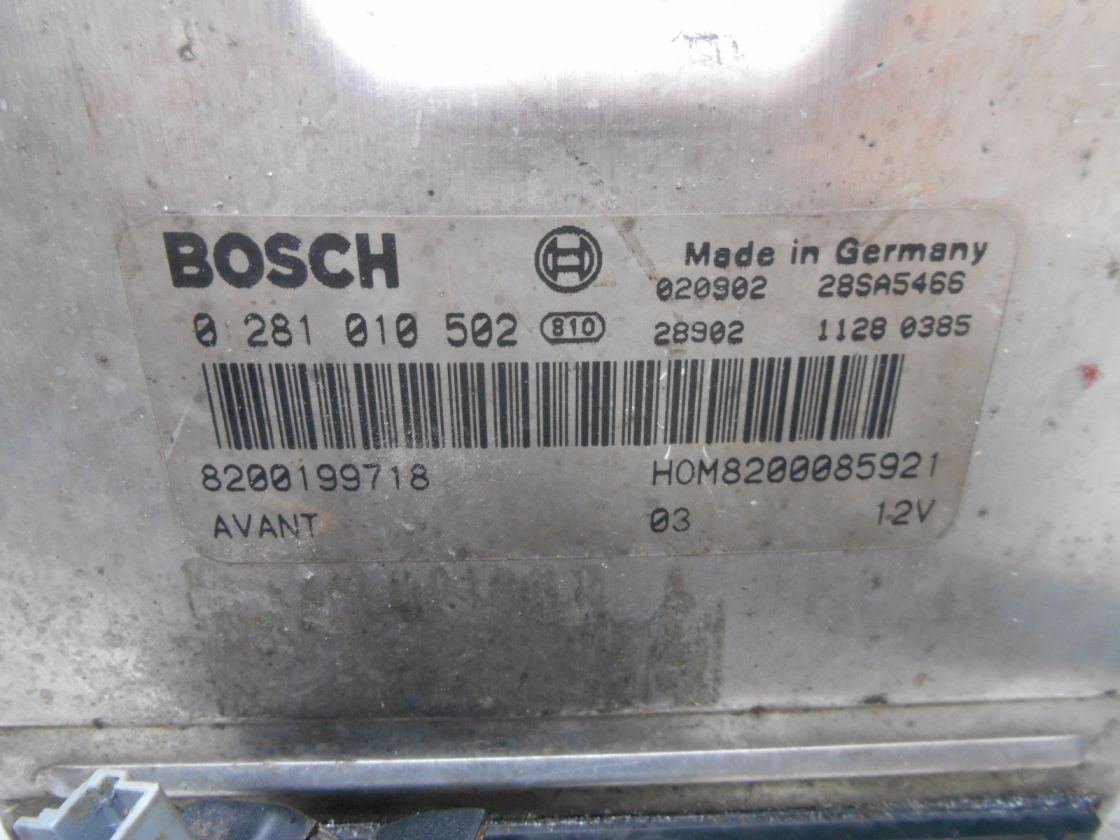 BOSCH Made in Germany
020902 28SA5466
0 281 010 502 810 28902 1128 0385
8200199718 HOM8200085921
AVANT 03 12V